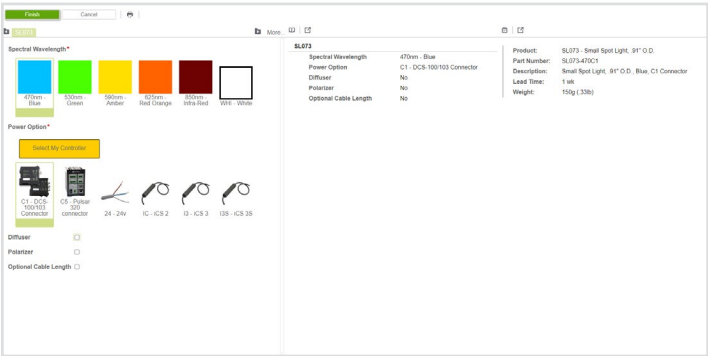 Finish
Cancel
SL073
More...
Spectral Wavelength*
470nm - Blue
530nm - Green
590nm - Amber
625nm - Red Orange
850nm - Infra-Red
WHI - White
Power Option*
Select My Controller
C1 - DCS-100/103 Connector
C5 - Pulsar 320 connector
24 - 24v
IC - iCS 2
I3 - iCS 3
I3S - iCS 3S
Diffuser
Polarizer
Optional Cable Length
SL073
Spectral Wavelength 470nm - Blue
Power Option C1 - DCS-100/103 Connector
Diffuser No
Polarizer No
Optional Cable Length No
Product: SL073 - Small Spot Light, .91" O.D.
Part Number: SL073-470C1
Description: Small Spot Light, .91" O.D., Blue, C1 Connector
Lead Time: 1 wk
Weight: 150g (.33lb)